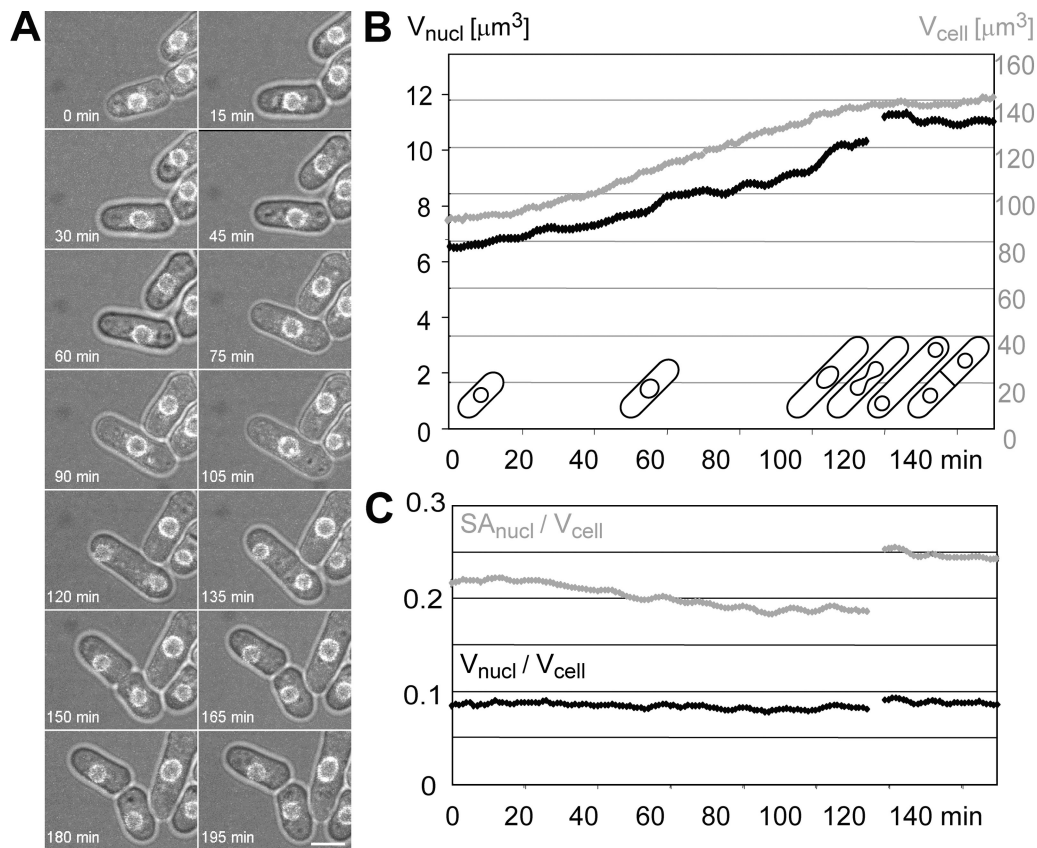 A
0 min 15 min
30 min 45 min
60 min 75 min
90 min 105 min
120 min 135 min
150 min 165 min
180 min 195 min
B V_nucl [μm³] V_cell [μm³]
160
12 140
10 120
8 100
6 80
4 60
40
2 20
0 0
0 20 40 60 80 100 120 140 min
C
0.3
SA_nucl / V_cell
0.2
V_nucl / V_cell
0.1
0
0 20 40 60 80 100 120 140 min